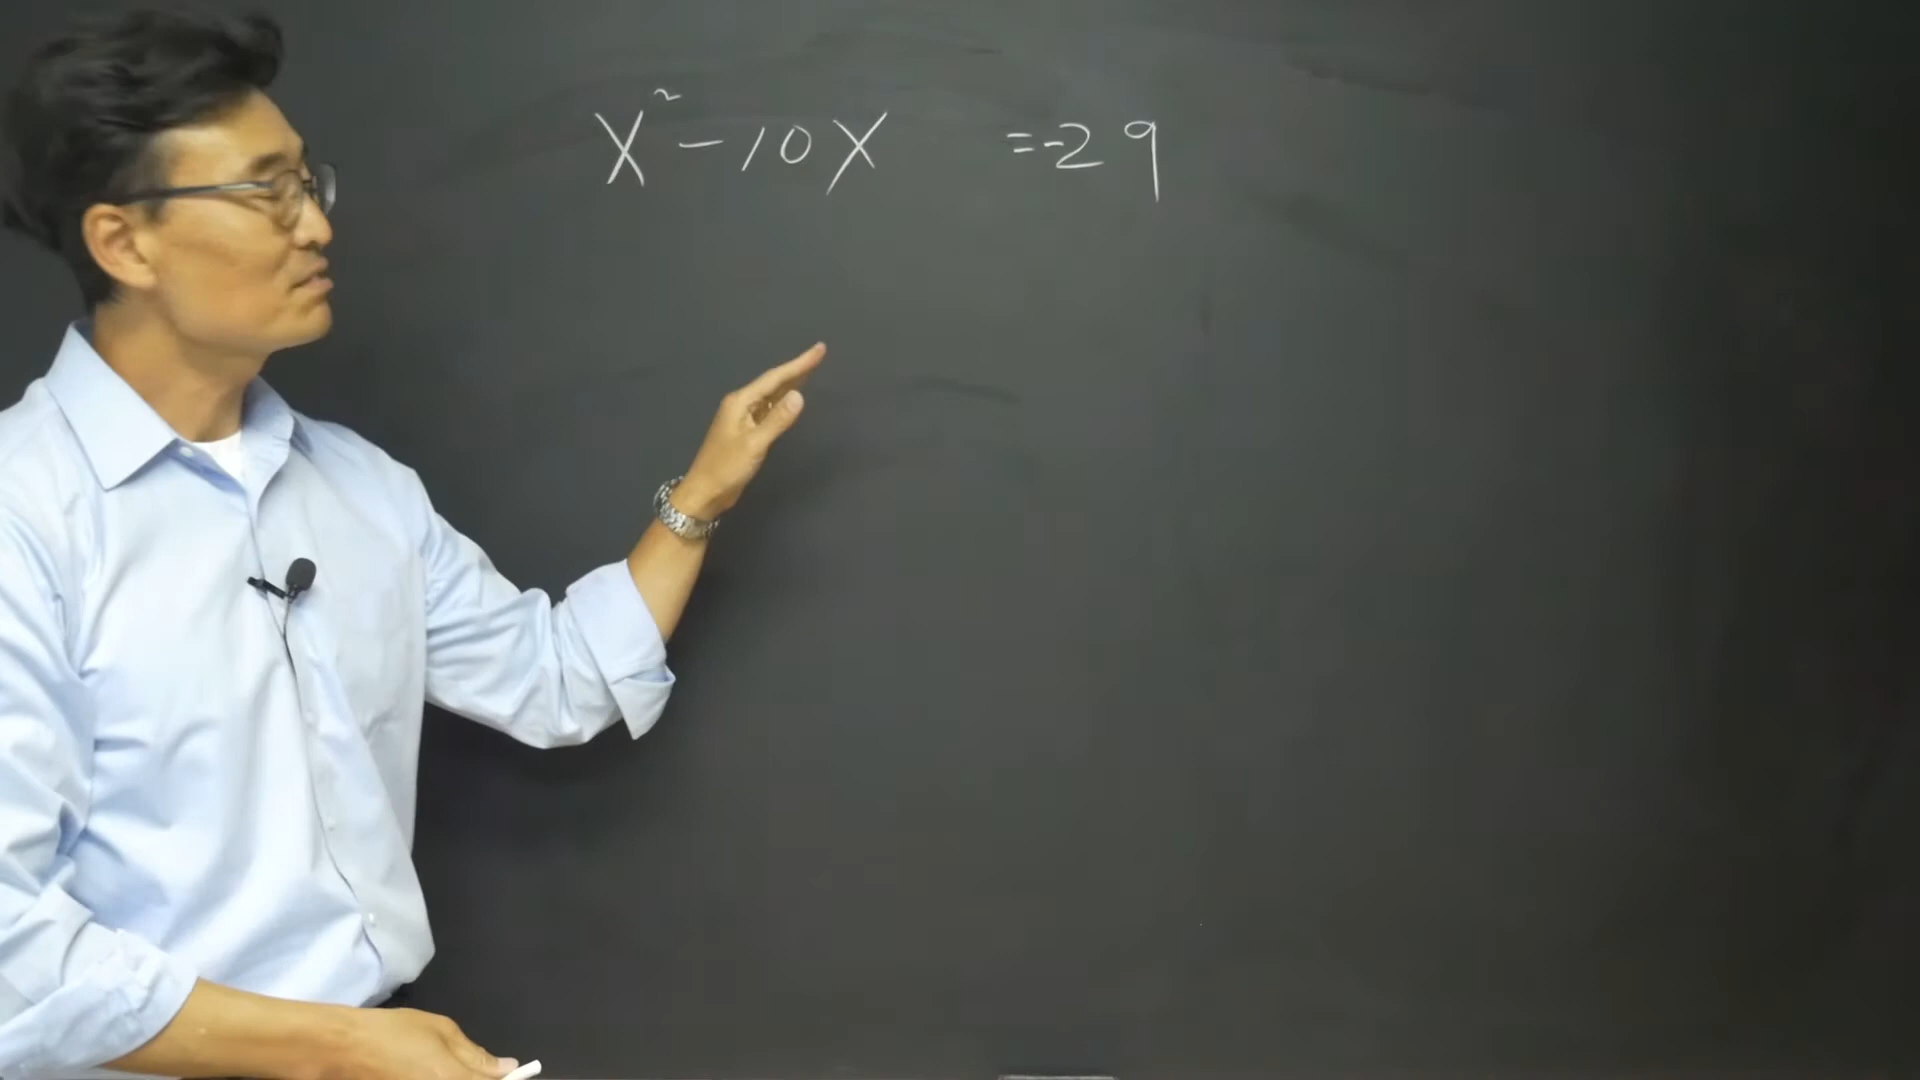 X² - 10X = -29